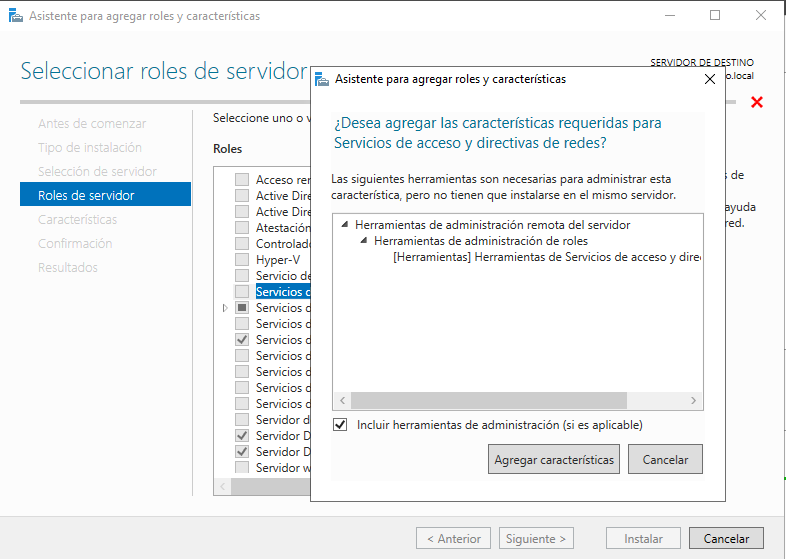 Asistente para agregar roles y características
Seleccionar roles de servidor
SERVIDOR DE DESTINO
o.local
Antes de comenzar
Tipo de instalación
Selección de servidor
Roles de servidor
Características
Confirmación
Resultados
Seleccione uno o v
Roles
Acceso rer
Active Dire
Active Dire
Atestación
Controlado
Hyper-V
Servicio de
Servicios d
Servicios d
Servicios d
Servicios d
Servicios d
Servicios d
Servicios d
Servicios d
Servidor d
Servidor D
Servidor D
Servidor w
s de
ayuda
red.
Asistente para agregar roles y características
¿Desea agregar las características requeridas para
Servicios de acceso y directivas de redes?
Las siguientes herramientas son necesarias para administrar esta
característica, pero no tienen que instalarse en el mismo servidor.
Herramientas de administración remota del servidor
Herramientas de administración de roles
[Herramientas] Herramientas de Servicios de acceso y dire
Incluir herramientas de administración (si es aplicable)
Agregar características
Cancelar
< Anterior
Siguiente >
Instalar
Cancelar